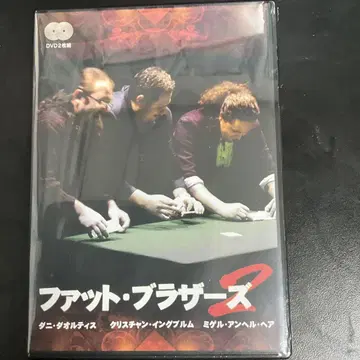 DVD2枚組
ファット・ブラザーズ2
ダニ・ダオルティス クリスチャン・イングブルム ミゲル・アンヘル・ヘア